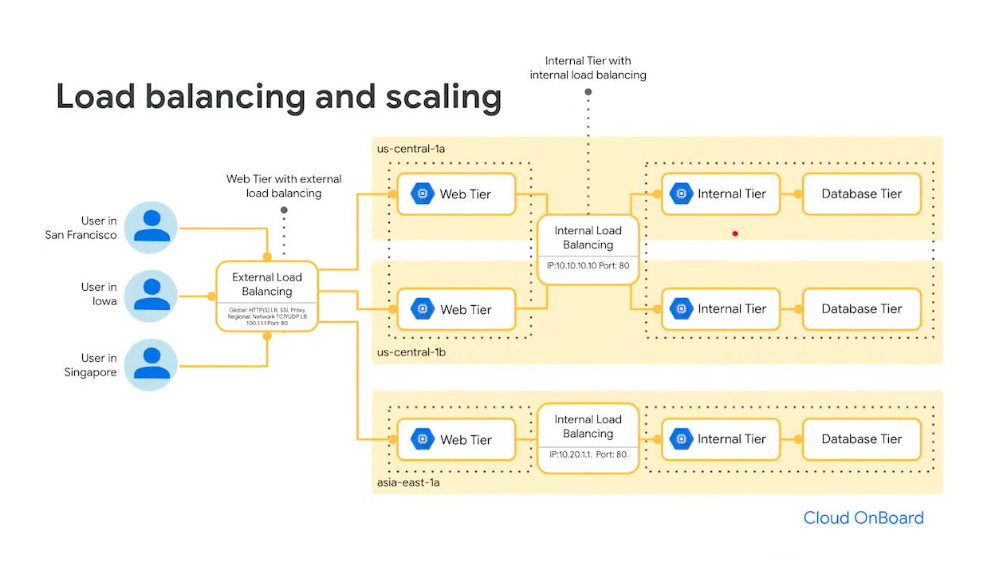 Internal Tier with
internal load balancing
Load balancing and scaling
us-central-1a
Web Tier with external
load balancing
Web Tier
Internal Tier
Database Tier
User in
San Francisco
Internal Load
Balancing
IP:10.10.10.10 Port: 80
External Load
Balancing
Global: HTTP(S) LB, SSL Proxy
Regional: Network TCP/UDP LB
100.1.1.1 Port: 80
User in
Iowa
Web Tier
Internal Tier
Database Tier
us-central-1b
User in
Singapore
Web Tier
Internal Load
Balancing
IP:10.20.1.1. Port: 80
Internal Tier
Database Tier
asia-east-1a
Cloud OnBoard